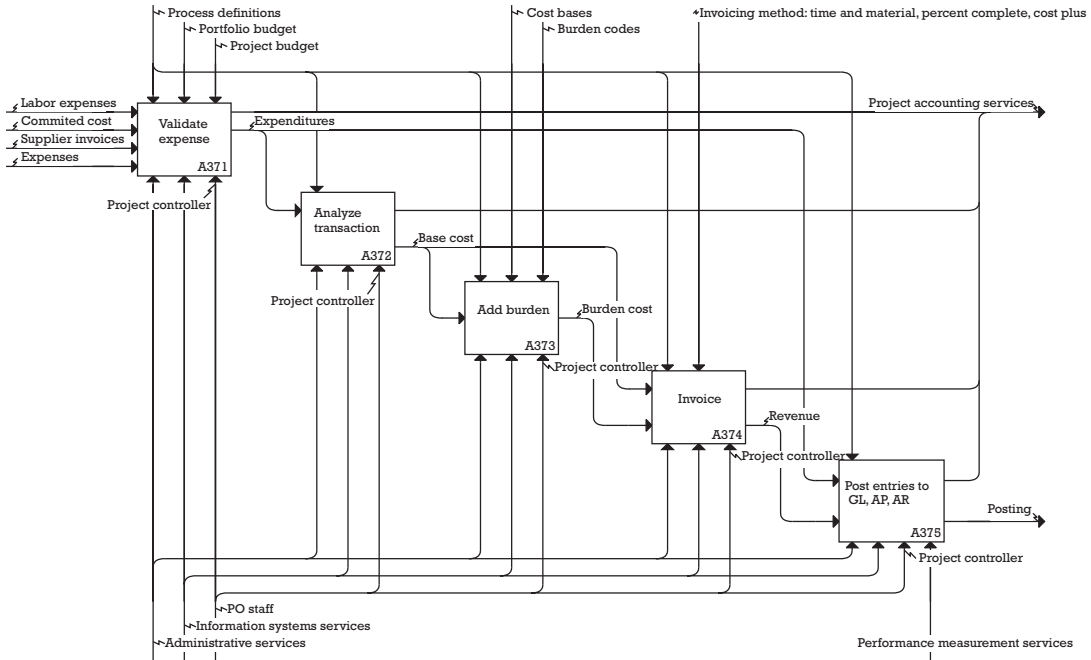 Process definitions
Portfolio budget
Project budget
Cost bases
Burden codes
Invoicing method: time and material, percent complete, cost plus
Labor expenses
Commited cost
Supplier invoices
Expenses
Validate
expense
A371
Expenditures
Project accounting services
Project controller
Analyze
transaction
A372
Base cost
Project controller
Add burden
A373
Burden cost
Project controller
Invoice
A374
Revenue
Project controller
Post entries to
GL, AP, AR
A375
Posting
Project controller
PO staff
Information systems services
Administrative services
Performance measurement services